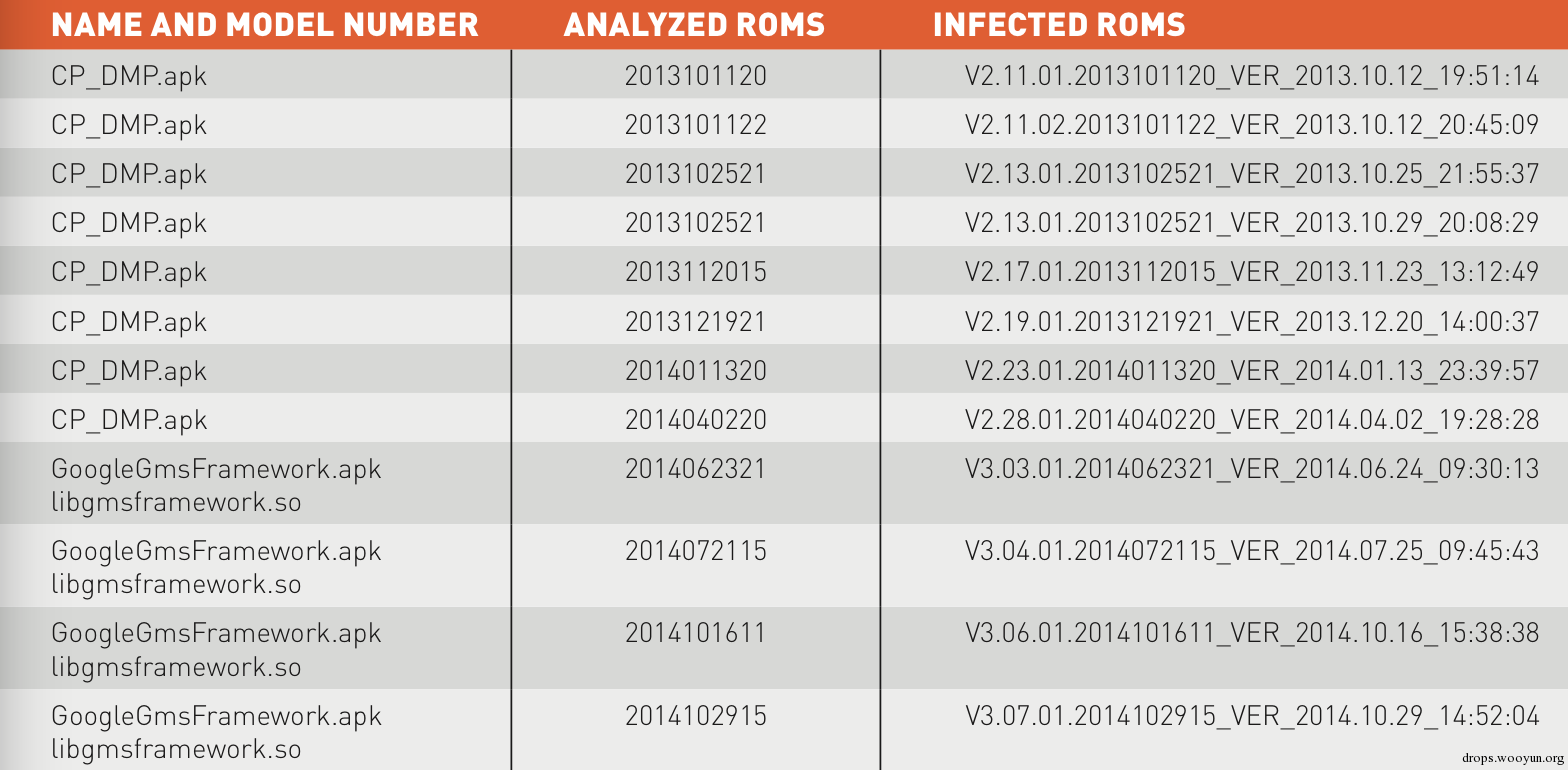 NAME AND MODEL NUMBER ANALYZED ROMS INFECTED ROMS
CP_DMP.apk 2013101120 V2.11.01.2013101120_VER_2013.10.12_19:51:14
CP_DMP.apk 2013101122 V2.11.02.2013101122_VER_2013.10.12_20:45:09
CP_DMP.apk 2013102521 V2.13.01.2013102521_VER_2013.10.25_21:55:37
CP_DMP.apk 2013102521 V2.13.01.2013102521_VER_2013.10.29_20:08:29
CP_DMP.apk 2013112015 V2.17.01.2013112015_VER_2013.11.23_13:12:49
CP_DMP.apk 2013121921 V2.19.01.2013121921_VER_2013.12.20_14:00:37
CP_DMP.apk 2014011320 V2.23.01.2014011320_VER_2014.01.13_23:39:57
CP_DMP.apk 2014040220 V2.28.01.2014040220_VER_2014.04.02_19:28:28
GoogleGmsFramework.apk 2014062321 V3.03.01.2014062321_VER_2014.06.24_09:30:13
libgmsframework.so
GoogleGmsFramework.apk 2014072115 V3.04.01.2014072115_VER_2014.07.25_09:45:43
libgmsframework.so
GoogleGmsFramework.apk 2014101611 V3.06.01.2014101611_VER_2014.10.16_15:38:38
libgmsframework.so
GoogleGmsFramework.apk 2014102915 V3.07.01.2014102915_VER_2014.10.29_14:52:04
libgmsframework.so
drops.wooyun.org